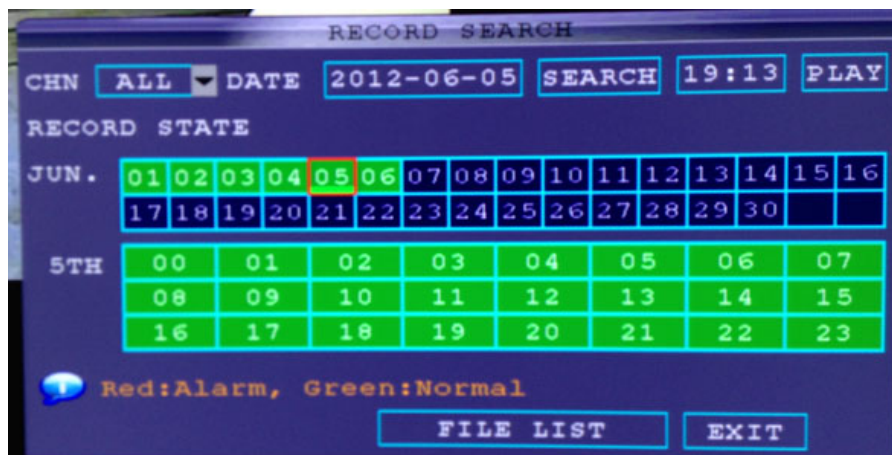 RECORD SEARCH
CHN ALL DATE 2012-06-05 SEARCH 19:13 PLAY
RECORD STATE
JUN. 01 02 03 04 05 06 07 08 09 10 11 12 13 14 15 16
17 18 19 20 21 22 23 24 25 26 27 28 29 30
5TH 00 01 02 03 04 05 06 07
08 09 10 11 12 13 14 15
16 17 18 19 20 21 22 23
Red:Alarm, Green:Normal
FILE LIST EXIT